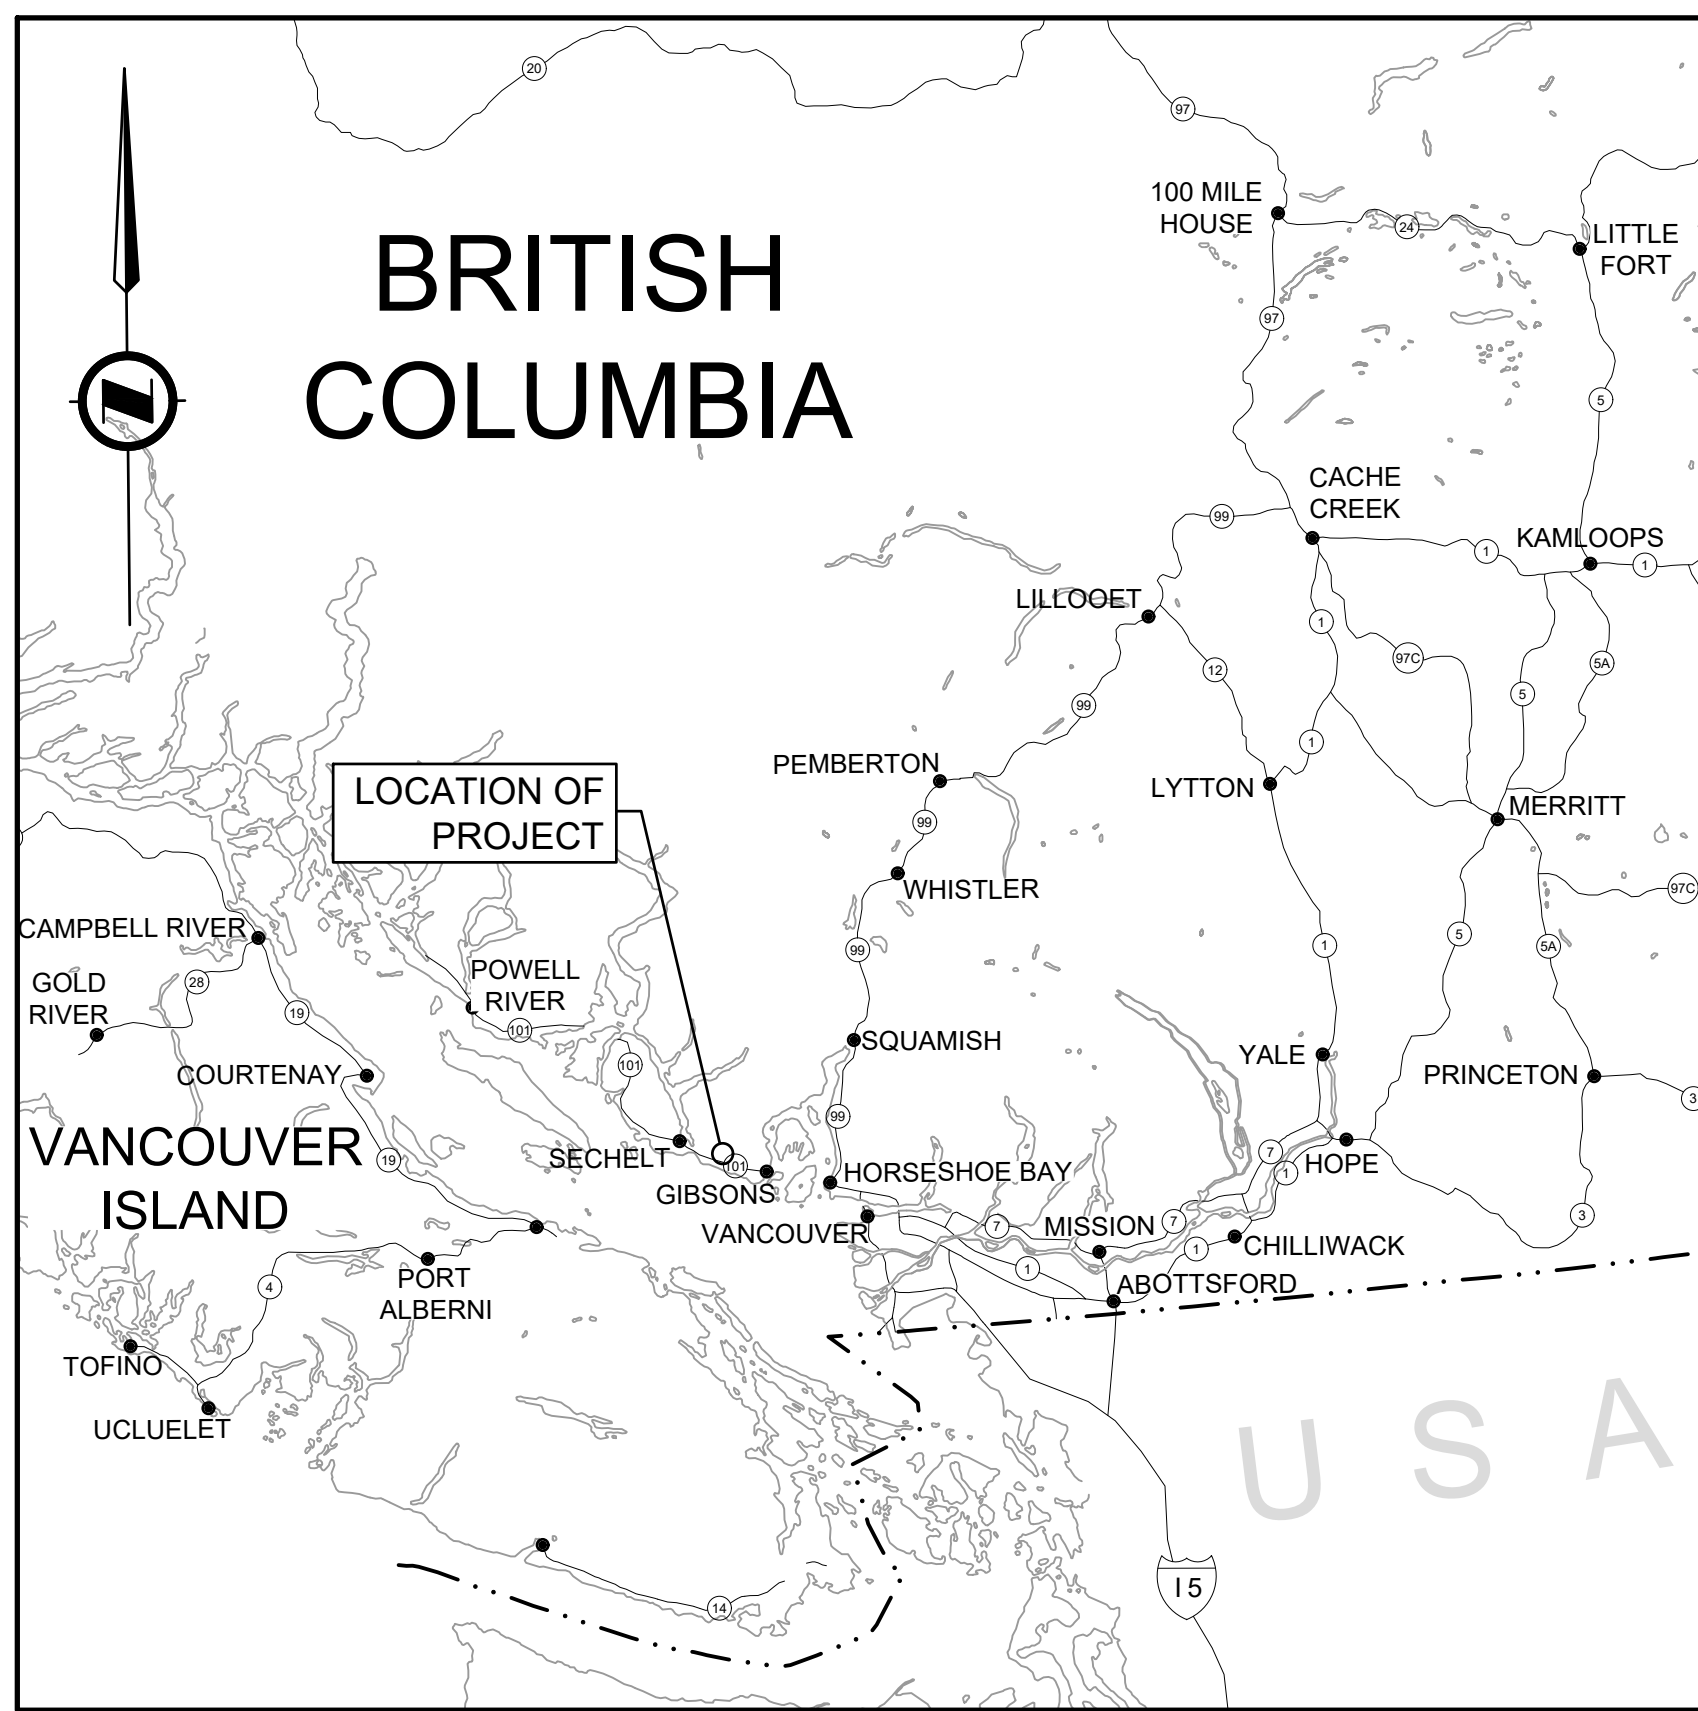 20
97
100 MILE
HOUSE
24
LITTLE
FORT
BRITISH
COLUMBIA
97
5
CACHE
CREEK
99
1
KAMLOOPS
1
LILLOOET
1
12
97C
5A
5
99
1
PEMBERTON
LYTTON
LOCATION OF
PROJECT
MERRITT
99
WHISTLER
97C
CAMPBELL RIVER
99
1
5
5A
GOLD
RIVER
28
POWELL
RIVER
19
101
SQUAMISH
YALE
COURTENAY
101
PRINCETON
3
99
VANCOUVER
ISLAND
19
SECHELT
101
GIBSONS
HORSESHOE BAY
7
1
HOPE
VANCOUVER
7
MISSION
7
3
1
CHILLIWACK
1
PORT
ALBERNI
4
ABOTTSFORD
TOFINO
UCLUELET
U S A
I 5
14